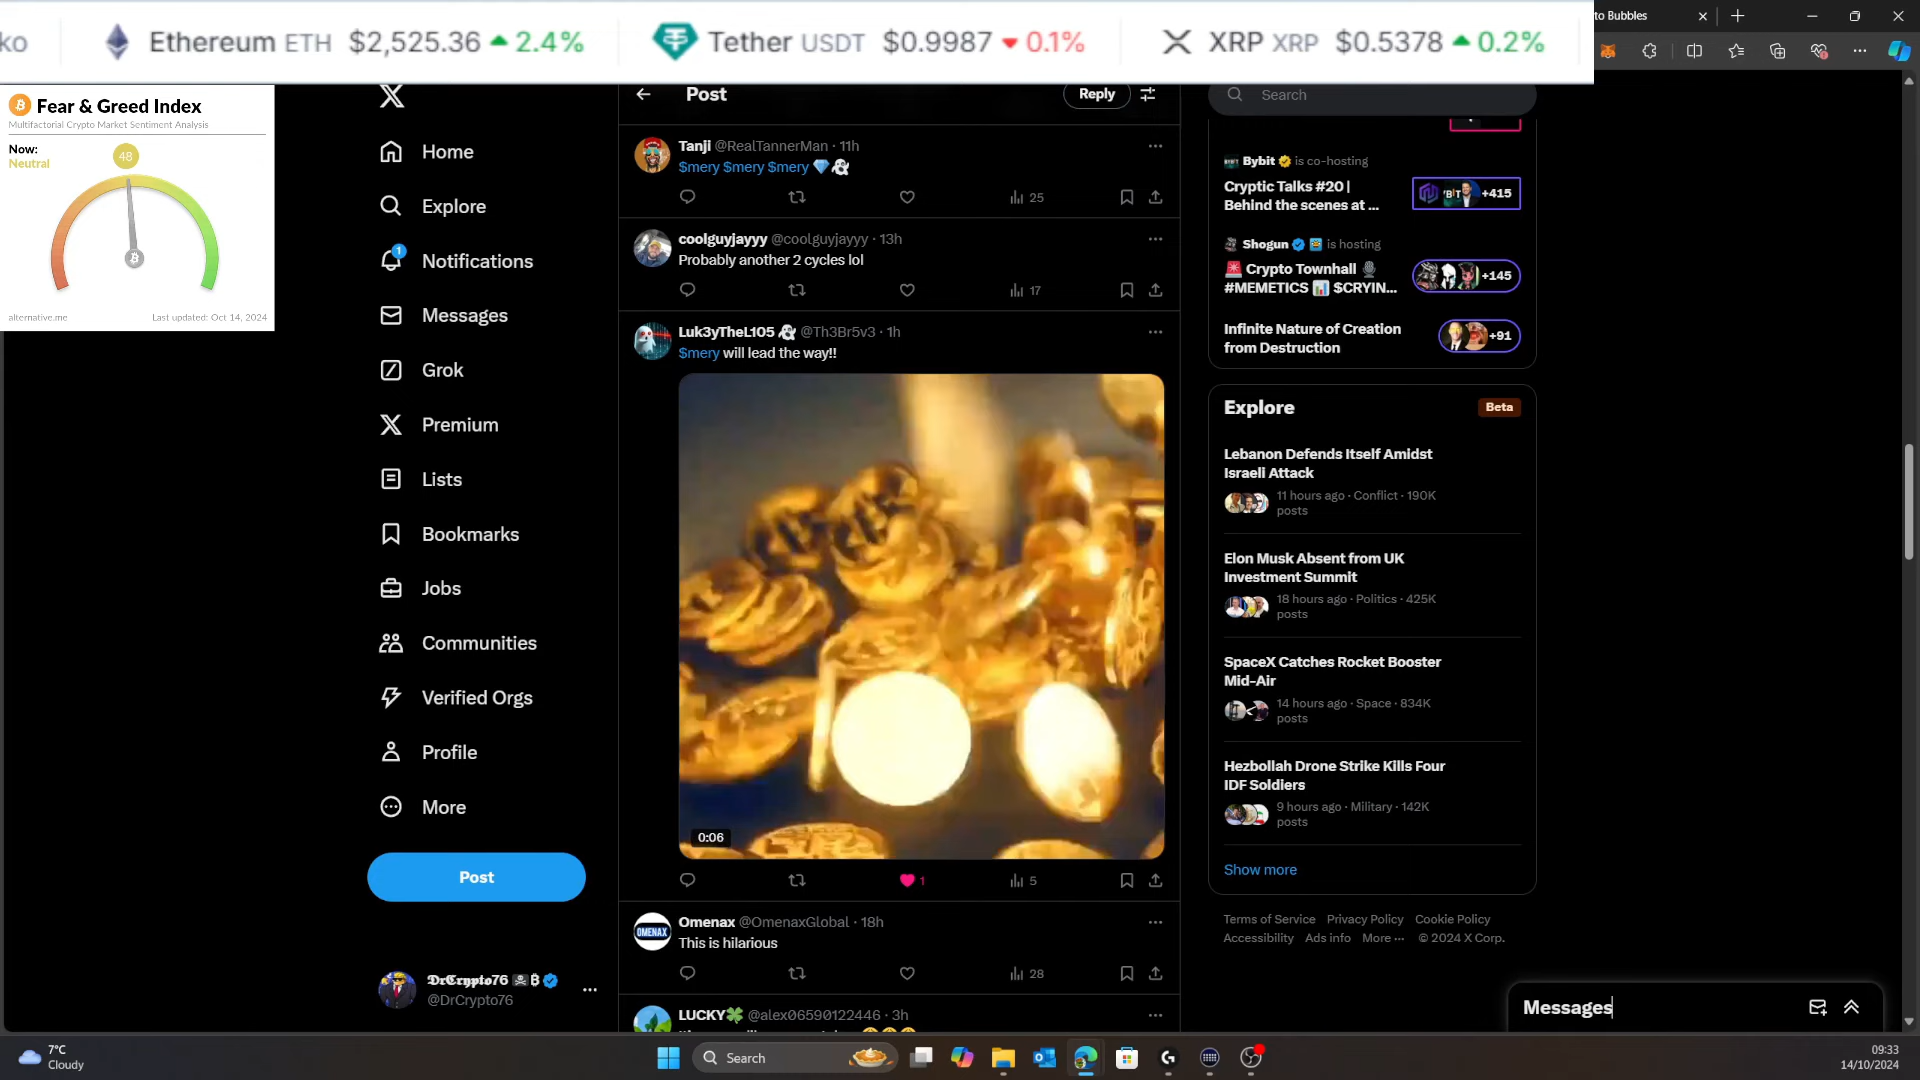 ko
Ethereum ETH $2,525.36 2.4%
Tether USDT $0.9987 0.1%
XRP XRP $0.5378 0.2%
to Bubbles
Fear & Greed Index
Multifactorial Crypto Market Sentiment Analysis
Now:
Neutral
48
alternative.me
Last updated: Oct 14, 2024
Home
Explore
1
Notifications
Messages
Grok
Premium
Lists
Bookmarks
Jobs
Communities
Verified Orgs
Profile
More
Post
DrCrypto76
@DrCrypto76
Post
Reply
Tanji @RealTannerMan · 11h
$mery $mery $mery 💎👻
25
coolguyjayyy @coolguyjayyy · 13h
Probably another 2 cycles lol
17
Luk3yTheL105 👻 @Th3Br5v3 · 1h
$mery will lead the way!!
0:06
1
5
Omenax @OmenaxGlobal · 18h
OMENAX
This is hilarious
28
LUCKY🍀 @alex06590122446 · 3h
Search
Bybit is co-hosting
Cryptic Talks #20 |
Behind the scenes at ...
+415
Shogun is hosting
🚨 Crypto Townhall 🎙
#MEMETICS 📊 $CRYIN...
+145
Infinite Nature of Creation
from Destruction
+91
Explore
Beta
Lebanon Defends Itself Amidst
Israeli Attack
11 hours ago · Conflict · 190K
posts
Elon Musk Absent from UK
Investment Summit
18 hours ago · Politics · 425K
posts
SpaceX Catches Rocket Booster
Mid-Air
14 hours ago · Space · 834K
posts
Hezbollah Drone Strike Kills Four
IDF Soldiers
9 hours ago · Military · 142K
posts
Show more
Terms of Service Privacy Policy Cookie Policy
Accessibility Ads info More ··· © 2024 X Corp.
Messages
7°C
Cloudy
Search
09:33
14/10/2024